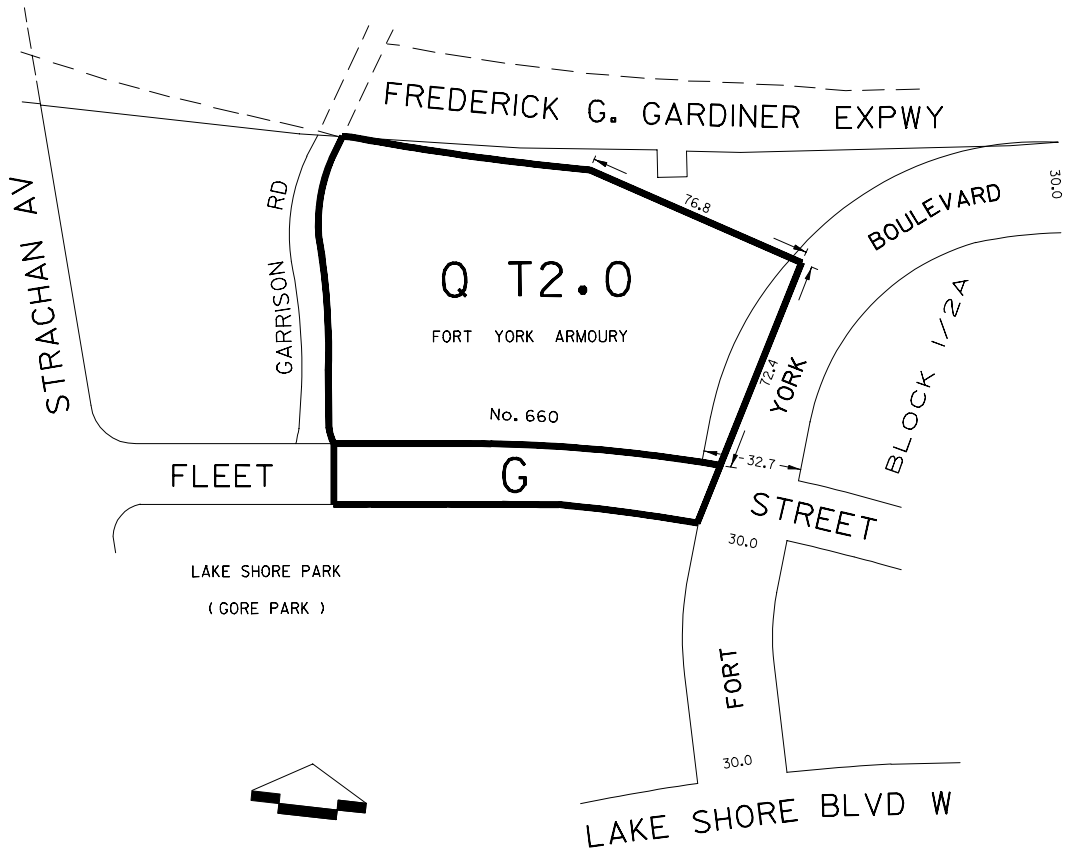 FREDERICK G. GARDINER EXPWY
STRACHAN AV
GARRISON RD
76.8
30.0
BOULEVARD
Q T2.0
FORT YORK ARMOURY
No. 660
72.4
YORK
BLOCK 1/2A
32.7
FLEET
G
STREET
30.0
LAKE SHORE PARK
( GORE PARK )
FORT
30.0
LAKE SHORE BLVD W